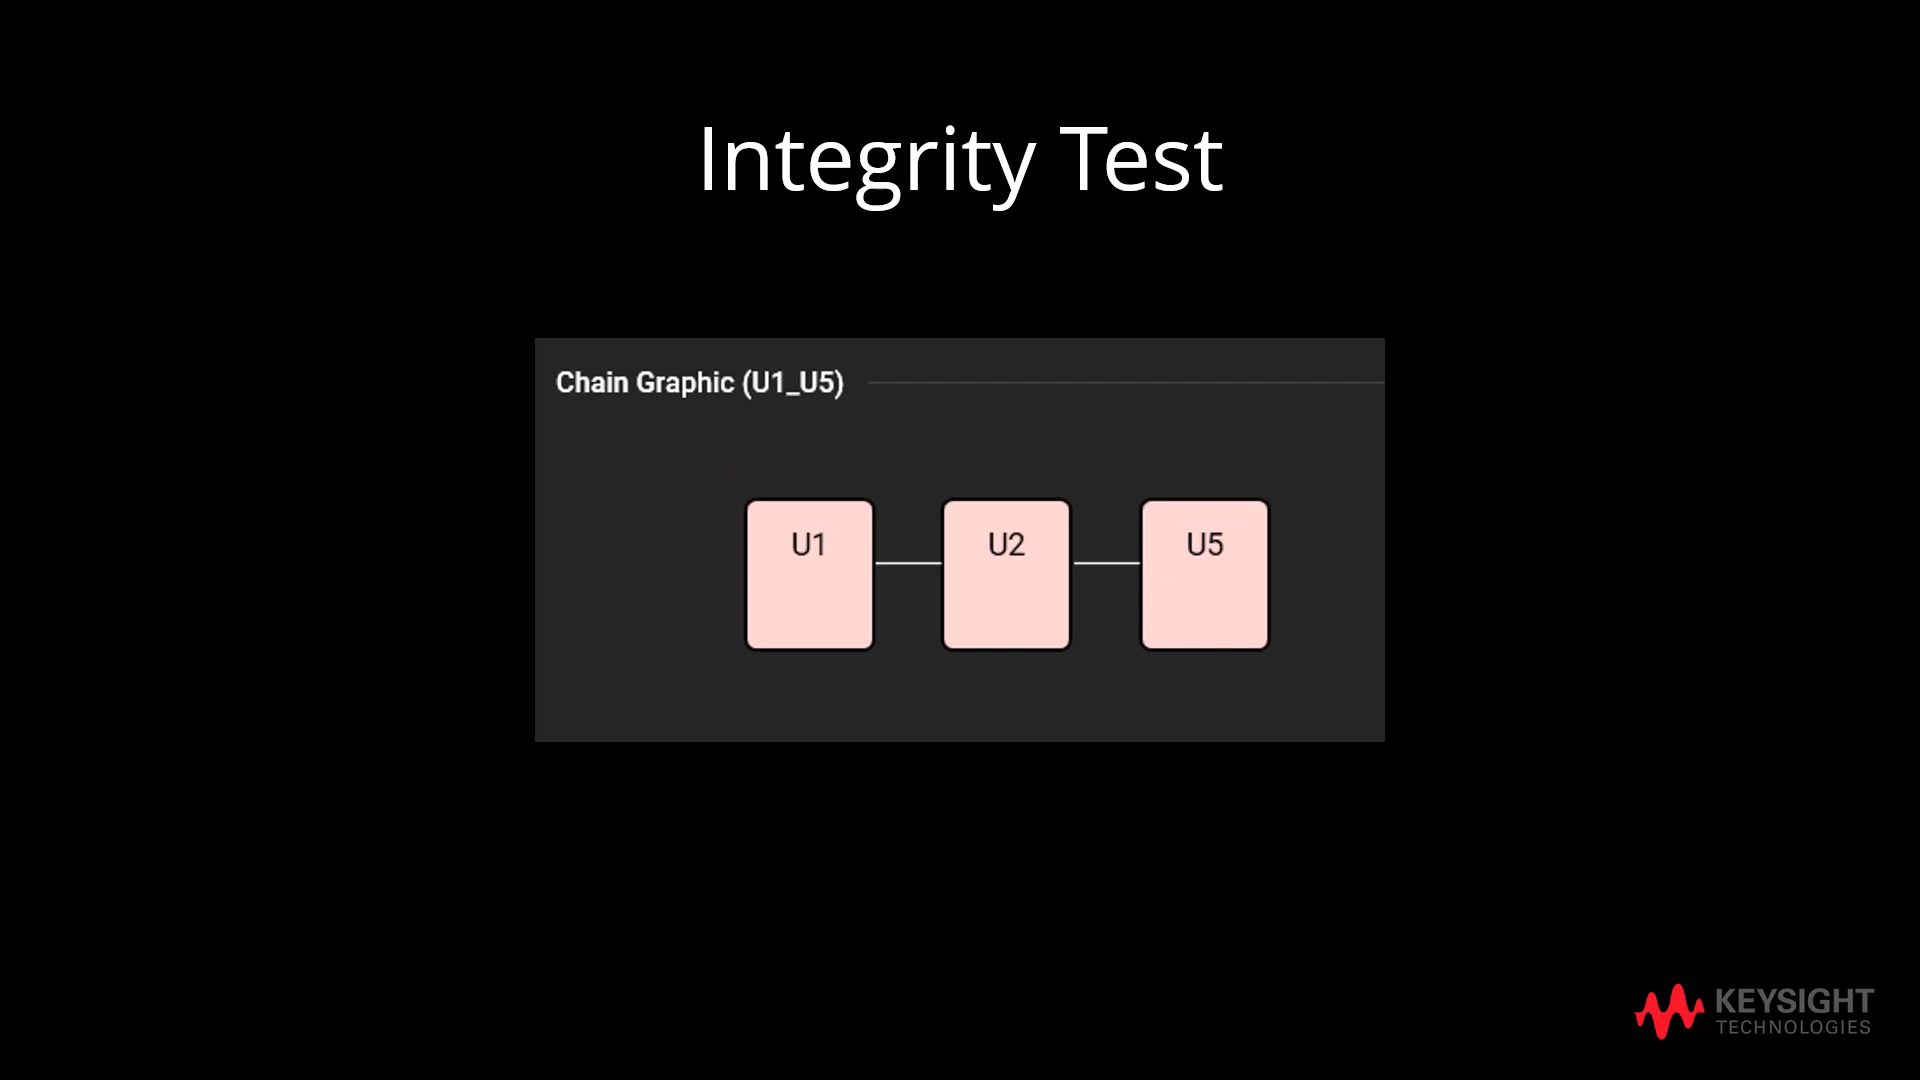 Integrity Test
Chain Graphic (U1_U5)
U1
U2
U5
KEYSIGHT
TECHNOLOGIES